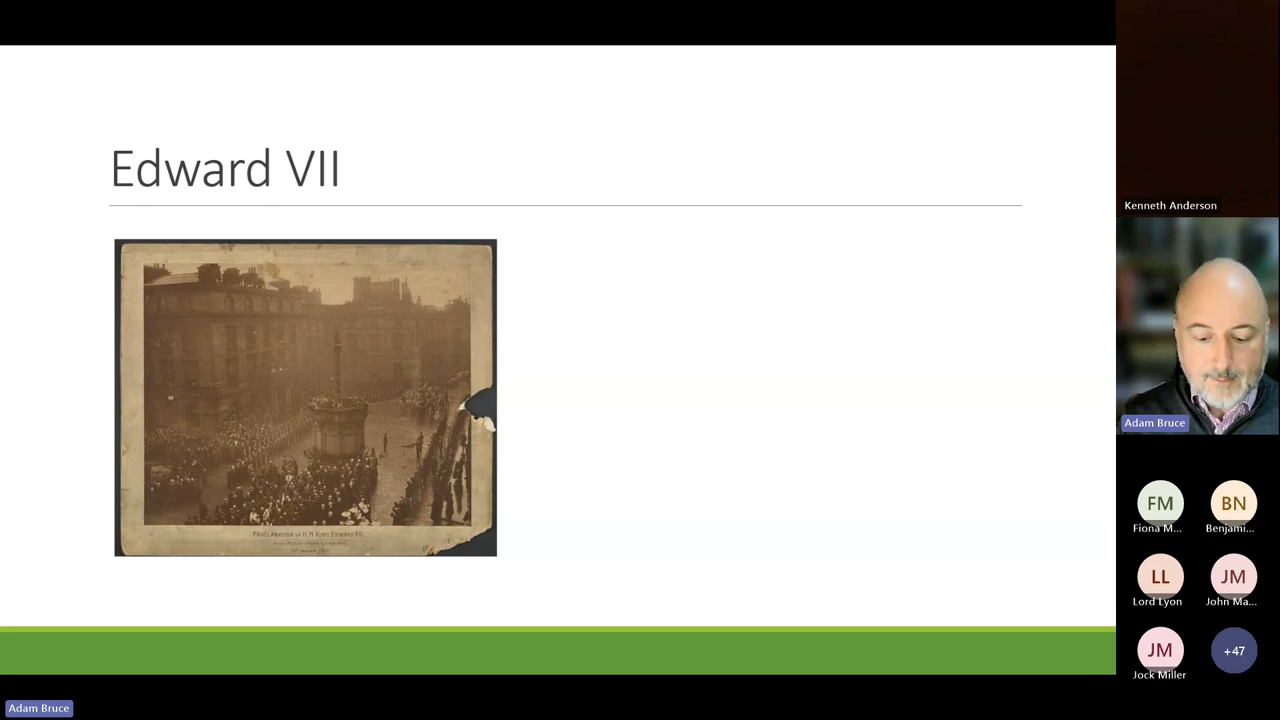 Edward VII
PROCLAMATION OF H.M. KING EDWARD VII.
Kenneth Anderson
Adam Bruce
FM
BN
Fiona M...
Benjami...
LL
JM
Lord Lyon
John Ma...
JM
+47
Jock Miller
Adam Bruce